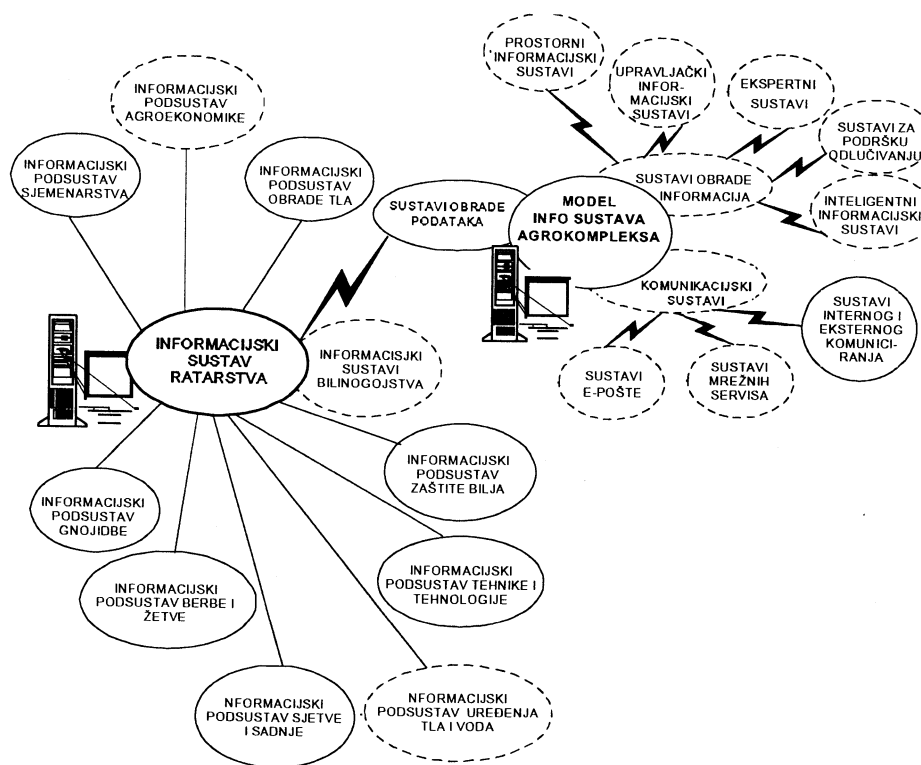 PROSTORNI
INFORMACIJSKI
SUSTAVI
UPRAVLJAČKI
INFOR-
MACIJSKI
SUSTAVI
EKSPERTNI
SUSTAVI
SUSTAVI ZA
PODRŠKU
ODLUČIVANJU
INTELIGENTNI
INFORMACIJSKI
SUSTAVI
SUSTAVI OBRADE
INFORMACIJA
MODEL
INFO SUSTAVA
AGROKOMPLEKSA
SUSTAVI OBRADE
PODATAKA
KOMUNIKACIJSKI
SUSTAVI
SUSTAVI
INTERNOG I
EKSTERNOG
KOMUNICI-
RANJA
SUSTAVI
E-POŠTE
SUSTAVI
MREŽNIH
SERVISA
INFORMACIJSKI
PODSUSTAV
AGROEKONOMIKE
INFORMACIJSKI
PODSUSTAV
SJEMENARSTVA
INFORMACIJSKI
PODSUSTAV
OBRADE TLA
INFORMACIJSKI
SUSTAV
RATARSTVA
INFORMACISJKI
SUSTAVI
BILINOGOJSTVA
INFORMACIJSKI
PODSUSTAV
ZAŠTITE BILJA
INFORMACIJSKI
PODSUSTAV
GNOJIDBE
INFORMACIJSKI
PODSUSTAV TEHNIKE I
TEHNOLOGIJE
INFORMACIJSKI
PODSUSTAV BERBE I
ŽETVE
NFORMACIJSKI
PODSUSTAV SJETVE
I SADNJE
NFORMACIJSKI
PODSUSTAV UREĐENJA
TLA I VODA